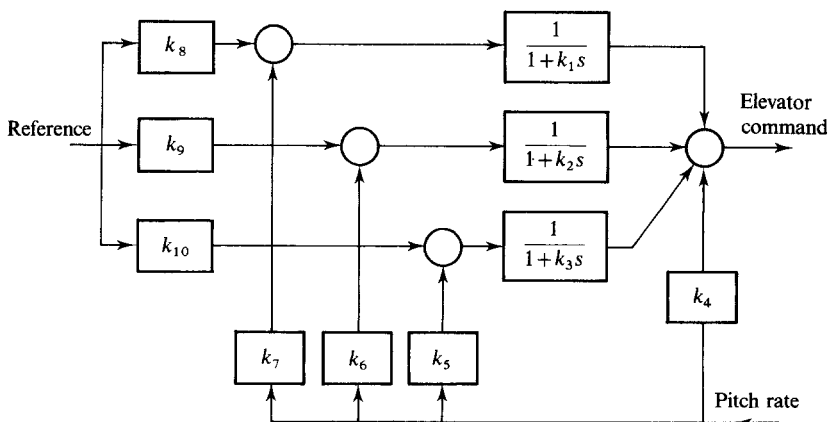 k₈
1
1+k₁s
Elevator
command
Reference
k₉
1
1+k₂s
k₁₀
1
1+k₃s
k₄
k₇
k₆
k₅
Pitch rate